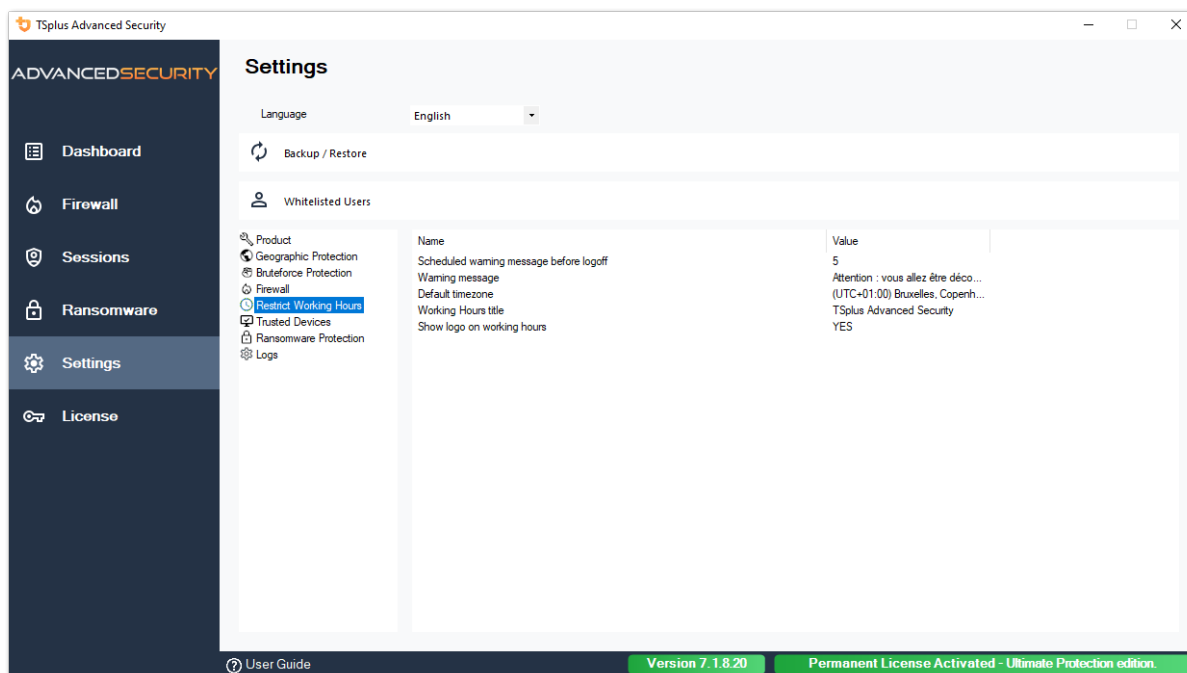 TSplus Advanced Security
ADVANCEDSECURITY
Settings
Language
English
Dashboard
Backup / Restore
Firewall
Whitelisted Users
Sessions
Ransomware
Settings
License
Product
Geographic Protection
Bruteforce Protection
Firewall
Restrict Working Hours
Trusted Devices
Ransomware Protection
Logs
Name Value
Scheduled warning message before logoff 5
Warning message Attention : vous allez être déco...
Default timezone (UTC+01:00) Bruxelles, Copenh...
Working Hours title TSplus Advanced Security
Show logo on working hours YES
User Guide
Version 7.1.8.20
Permanent License Activated - Ultimate Protection edition.